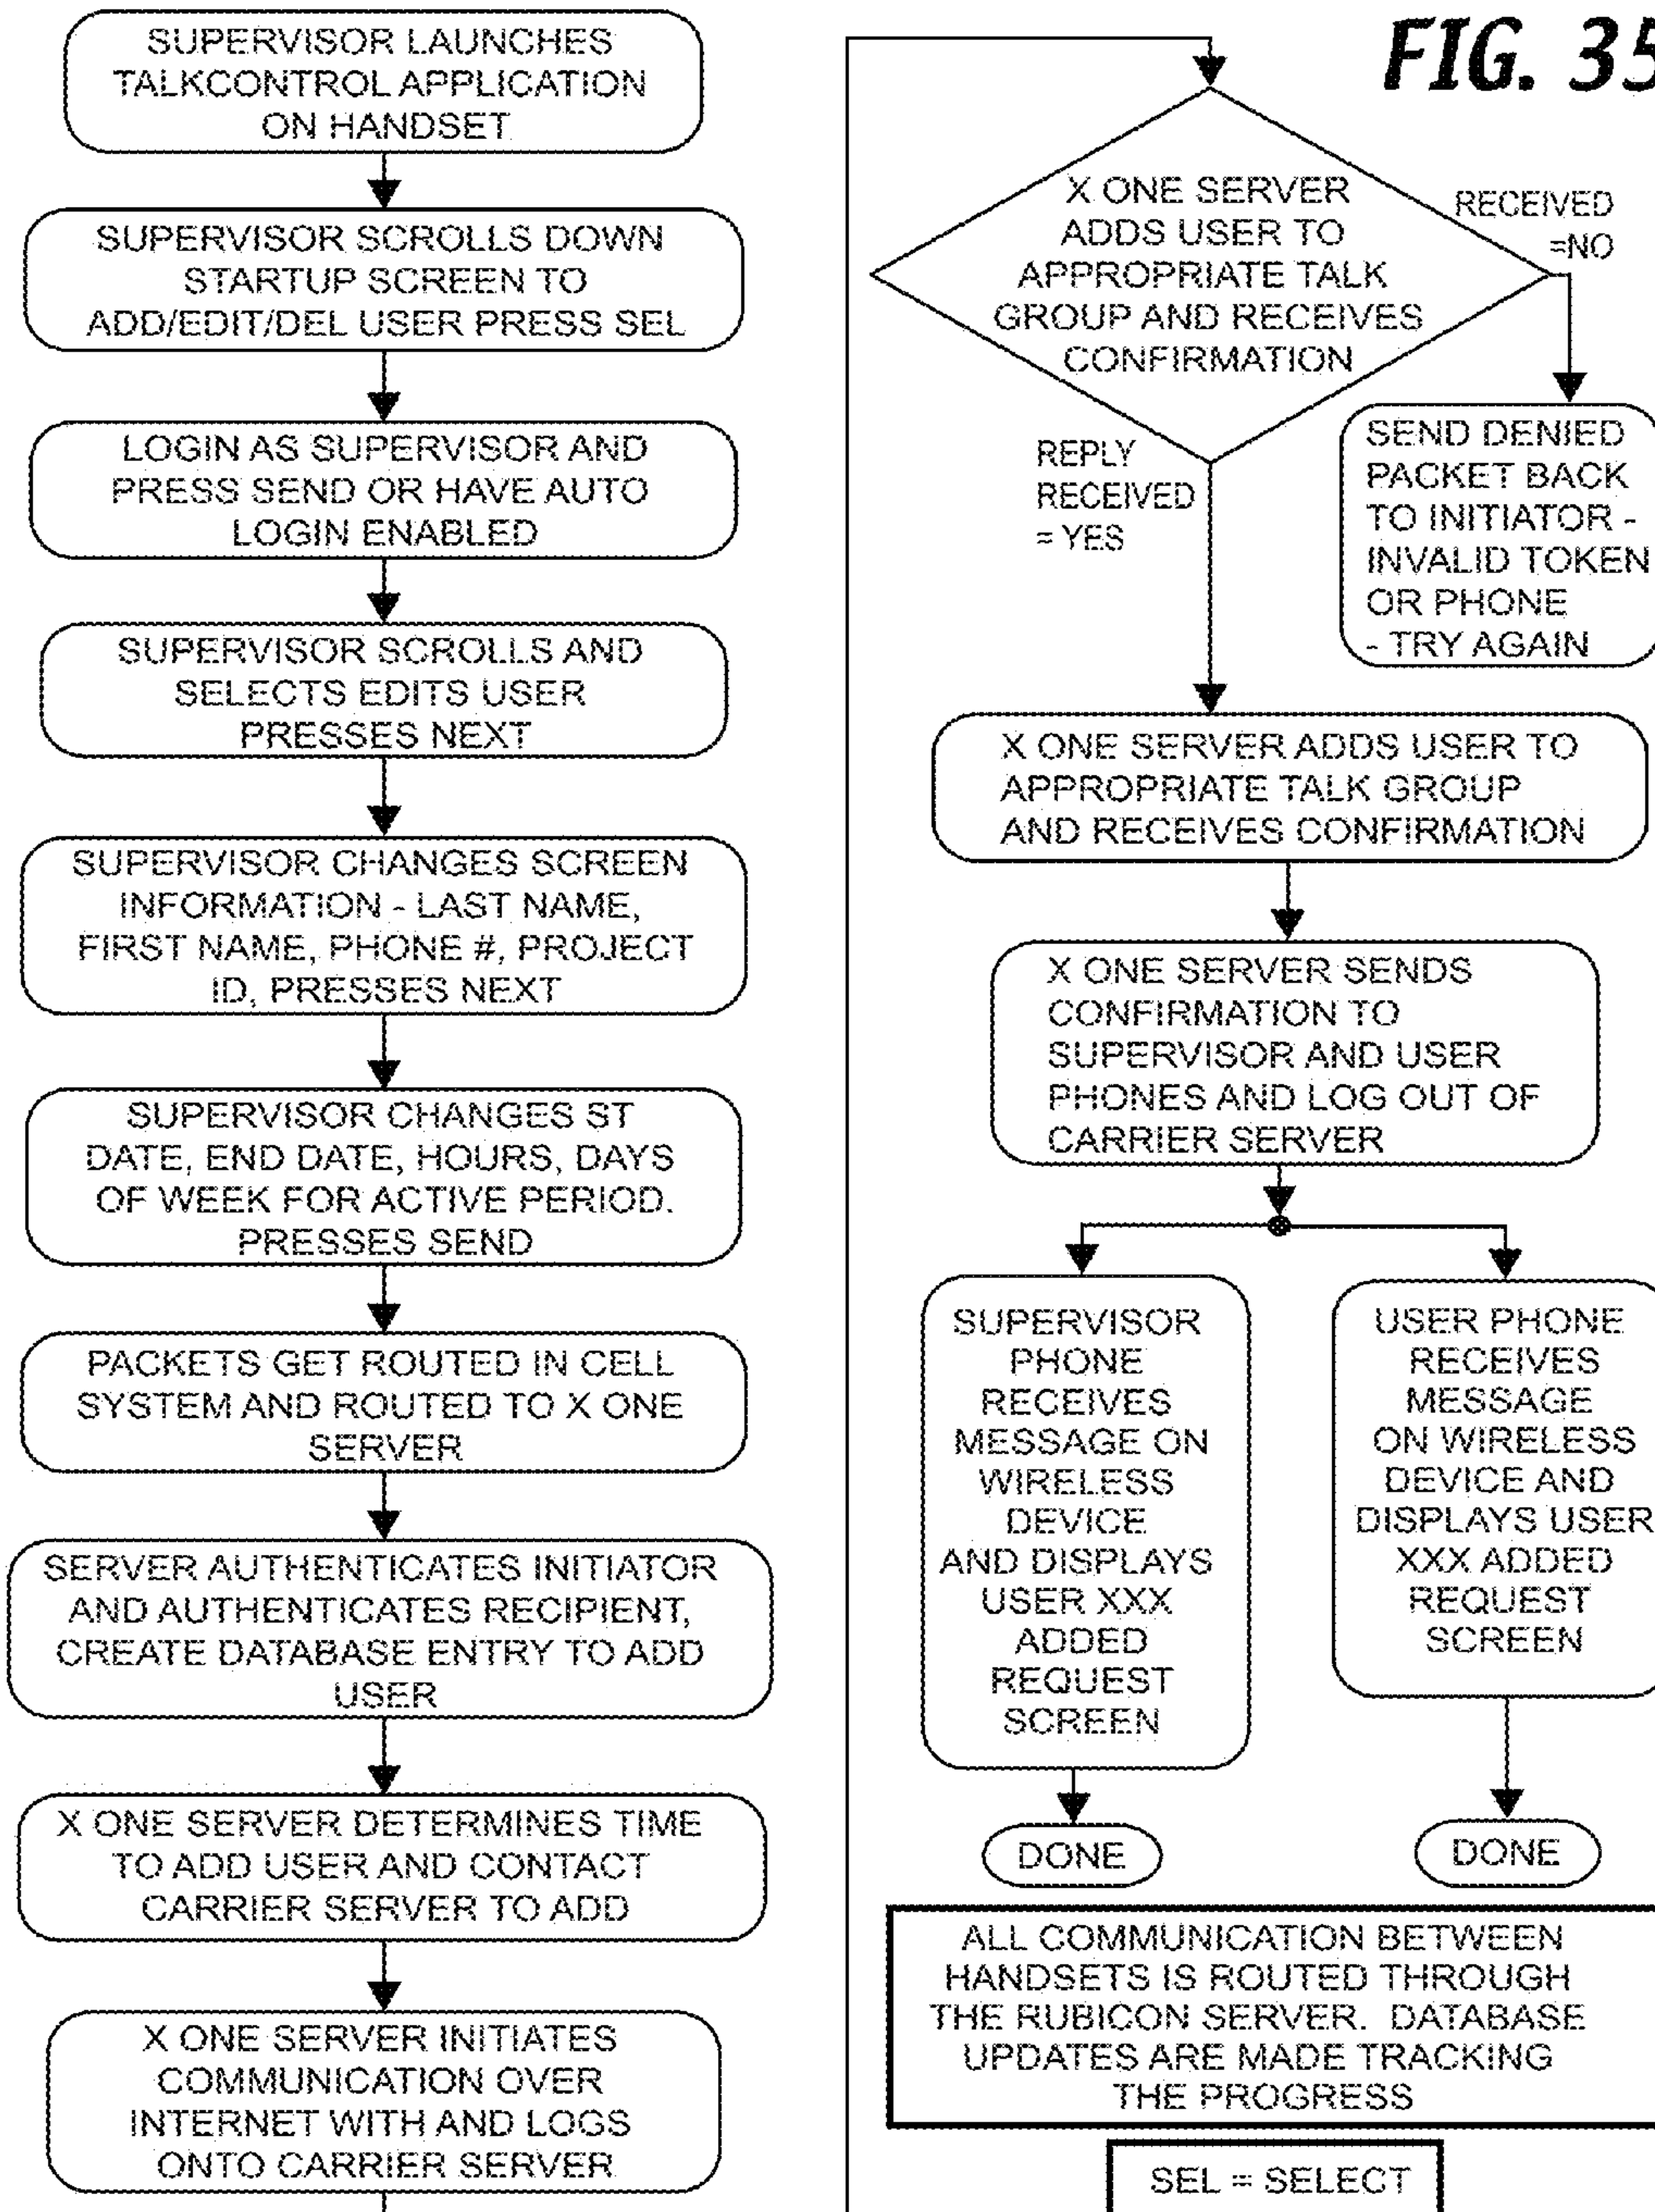 SUPERVISOR LAUNCHES
TALKCONTROL APPLICATION
ON HANDSET
SUPERVISOR SCROLLS DOWN
STARTUP SCREEN TO
ADD/EDIT/DEL USER PRESS SEL
LOGIN AS SUPERVISOR AND
PRESS SEND OR HAVE AUTO
LOGIN ENABLED
SUPERVISOR SCROLLS AND
SELECTS EDITS USER
PRESSES NEXT
SUPERVISOR CHANGES SCREEN
INFORMATION - LAST NAME,
FIRST NAME, PHONE #, PROJECT
ID, PRESSES NEXT
SUPERVISOR CHANGES ST
DATE, END DATE, HOURS, DAYS
OF WEEK FOR ACTIVE PERIOD.
PRESSES SEND
PACKETS GET ROUTED IN CELL
SYSTEM AND ROUTED TO X ONE
SERVER
SERVER AUTHENTICATES INITIATOR
AND AUTHENTICATES RECIPIENT,
CREATE DATABASE ENTRY TO ADD
USER
X ONE SERVER DETERMINES TIME
TO ADD USER AND CONTACT
CARRIER SERVER TO ADD
X ONE SERVER INITIATES
COMMUNICATION OVER
INTERNET WITH AND LOGS
ONTO CARRIER SERVER
FIG. 35
X ONE SERVER
ADDS USER TO
APPROPRIATE TALK
GROUP AND RECEIVES
CONFIRMATION
RECEIVED
=NO
SEND DENIED
PACKET BACK
TO INITIATOR -
INVALID TOKEN
OR PHONE
- TRY AGAIN
REPLY
RECEIVED
= YES
X ONE SERVER ADDS USER TO
APPROPRIATE TALK GROUP
AND RECEIVES CONFIRMATION
X ONE SERVER SENDS
CONFIRMATION TO
SUPERVISOR AND USER
PHONES AND LOG OUT OF
CARRIER SERVER
SUPERVISOR
PHONE
RECEIVES
MESSAGE ON
WIRELESS
DEVICE
AND DISPLAYS
USER XXX
ADDED
REQUEST
SCREEN
DONE
USER PHONE
RECEIVES
MESSAGE
ON WIRELESS
DEVICE AND
DISPLAYS USER
XXX ADDED
REQUEST
SCREEN
DONE
ALL COMMUNICATION BETWEEN
HANDSETS IS ROUTED THROUGH
THE RUBICON SERVER. DATABASE
UPDATES ARE MADE TRACKING
THE PROGRESS
SEL = SELECT